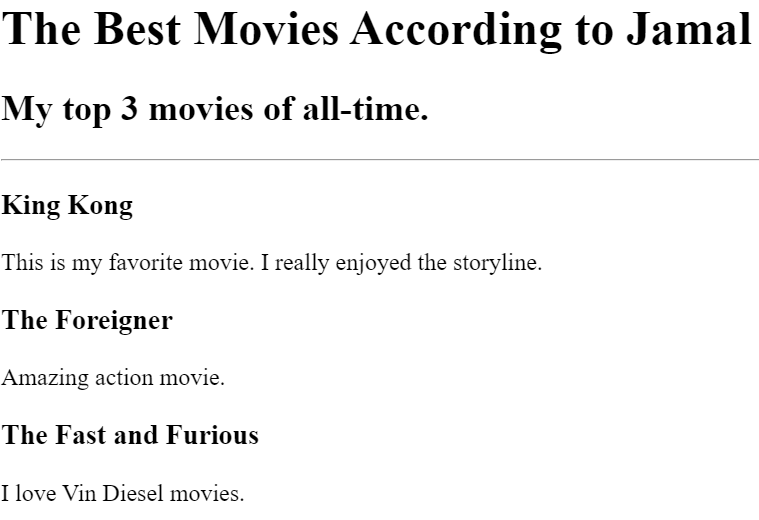 The Best Movies According to Jamal
My top 3 movies of all-time.
King Kong
This is my favorite movie. I really enjoyed the storyline.
The Foreigner
Amazing action movie.
The Fast and Furious
I love Vin Diesel movies.